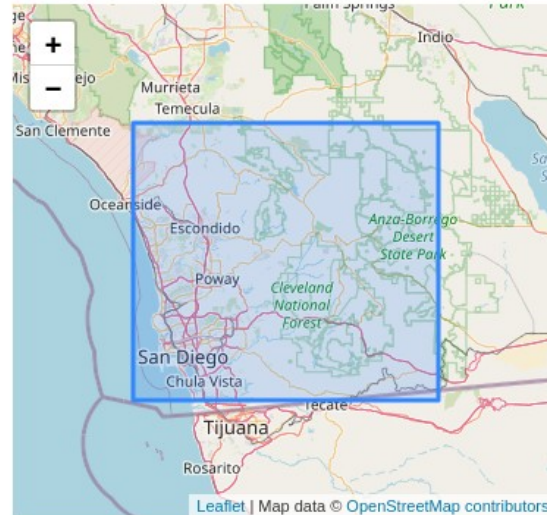 Palm Springs
Park
+
Indio
−
Murrieta
Temecula
San Clemente
Oceanside
Escondido
Anza-Borrego
Desert
State Park
Poway
Cleveland
National
Forest
San Diego
Chula Vista
Tecate
Tijuana
Rosarito
Leaflet | Map data © OpenStreetMap contributors